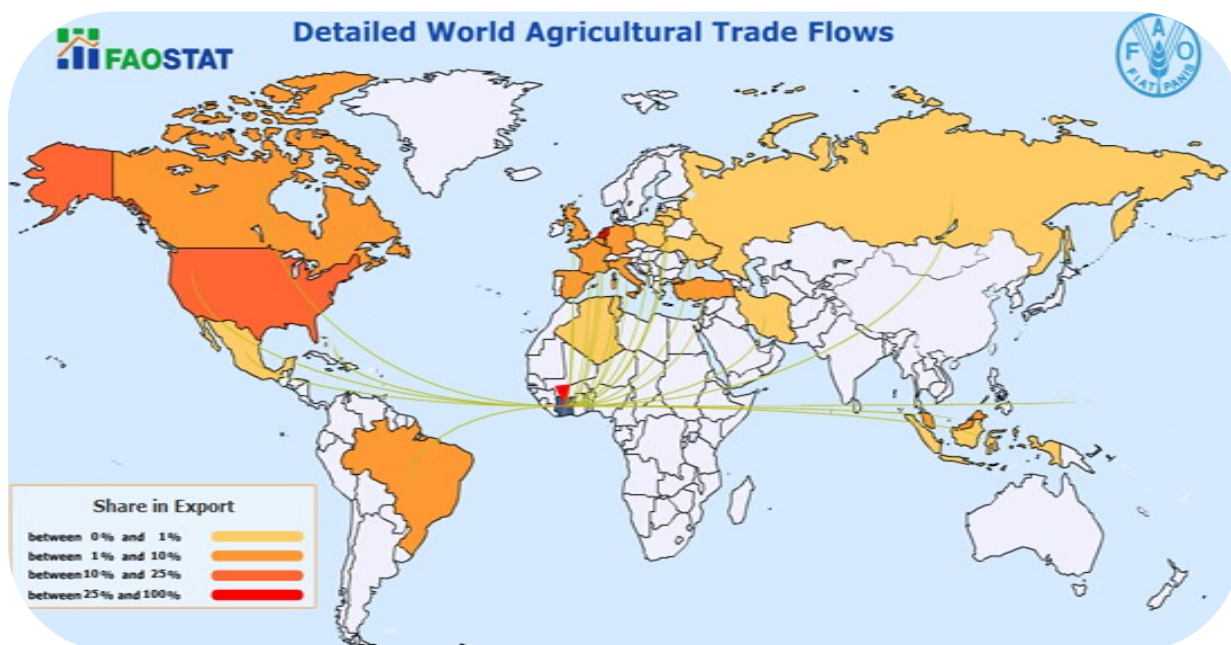 Detailed World Agricultural Trade Flows
FAOSTAT
F A O
FIAT PANIS
Share in Export
between 0% and 1%
between 1% and 10%
between 10% and 25%
between 25% and 100%